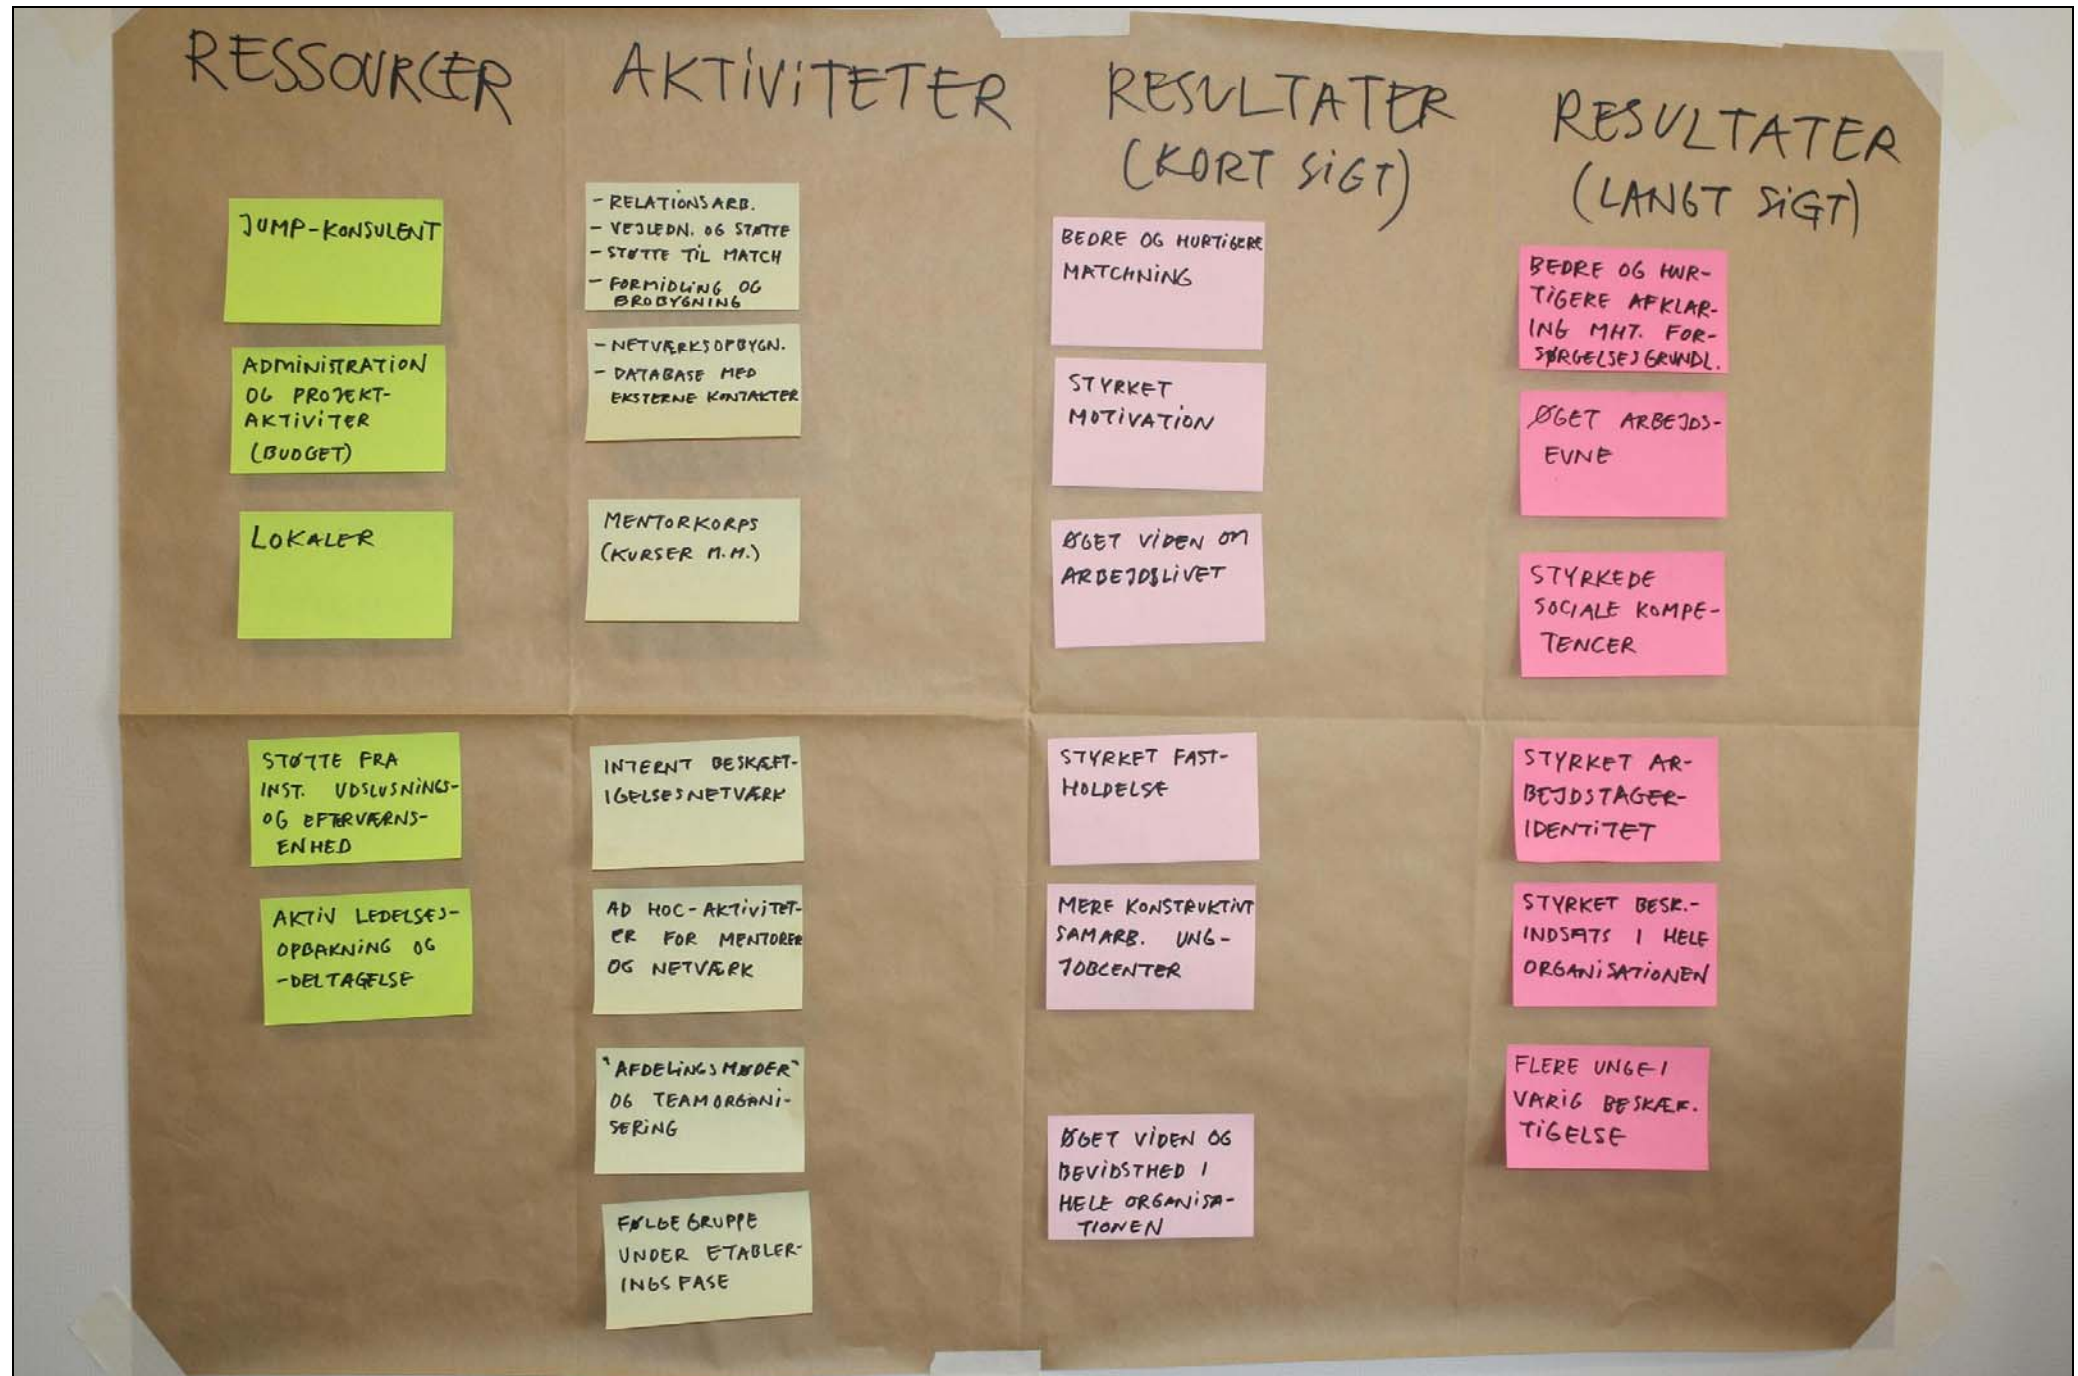 RESSOURCER
JUMP-KONSULENT
ADMINISTRATION
OG PROJEKT-
AKTIVITER
(BUDGET)
LOKALER
STØTTE FRA
INST. UDSLUSNINGS-
OG EFTERVÆRNS-
ENHED
AKTIV LEDELSES-
OPBAKNING OG
-DELTAGELSE
AKTIVITETER
- RELATIONSARB.
- VEJLEDN. OG STØTTE
- STØTTE TIL MATCH
- FORMIDLING OG
BROBYGNING
- NETVÆRKSOPBYGN.
- DATABASE MED
EKSTERNE KONTAKTER
MENTORKORPS
(KURSER M.M.)
INTERNT BESKÆFT-
IGELSESNETVÆRK
AD HOC-AKTIVITET-
ER FOR MENTORER
OG NETVÆRK
"AFDELINGSMØDER"
OG TEAMORGANI-
SERING
FØLGEGRUPPE
UNDER ETABLER-
INGSFASE
RESULTATER
(KORT SIGT)
BEDRE OG HURTIGERE
MATCHNING
STYRKET
MOTIVATION
ØGET VIDEN OM
ARBEJDSLIVET
STYRKET FAST-
HOLDELSE
MERE KONSTRUKTIVT
SAMARB. UNG-
JOBCENTER
ØGET VIDEN OG
BEVIDSTHED I
HELE ORGANISA-
TIONEN
RESULTATER
(LANGT SIGT)
BEDRE OG HUR-
TIGERE AFKLAR-
ING MHT. FOR-
SØRGELSESGRUNDL.
ØGET ARBEJDS-
EVNE
STYRKEDE
SOCIALE KOMPE-
TENCER
STYRKET AR-
BEJDSTAGER-
IDENTITET
STYRKET BESK.-
INDSATS I HELE
ORGANISATIONEN
FLERE UNGE I
VARIG BESKÆF.
TIGELSE